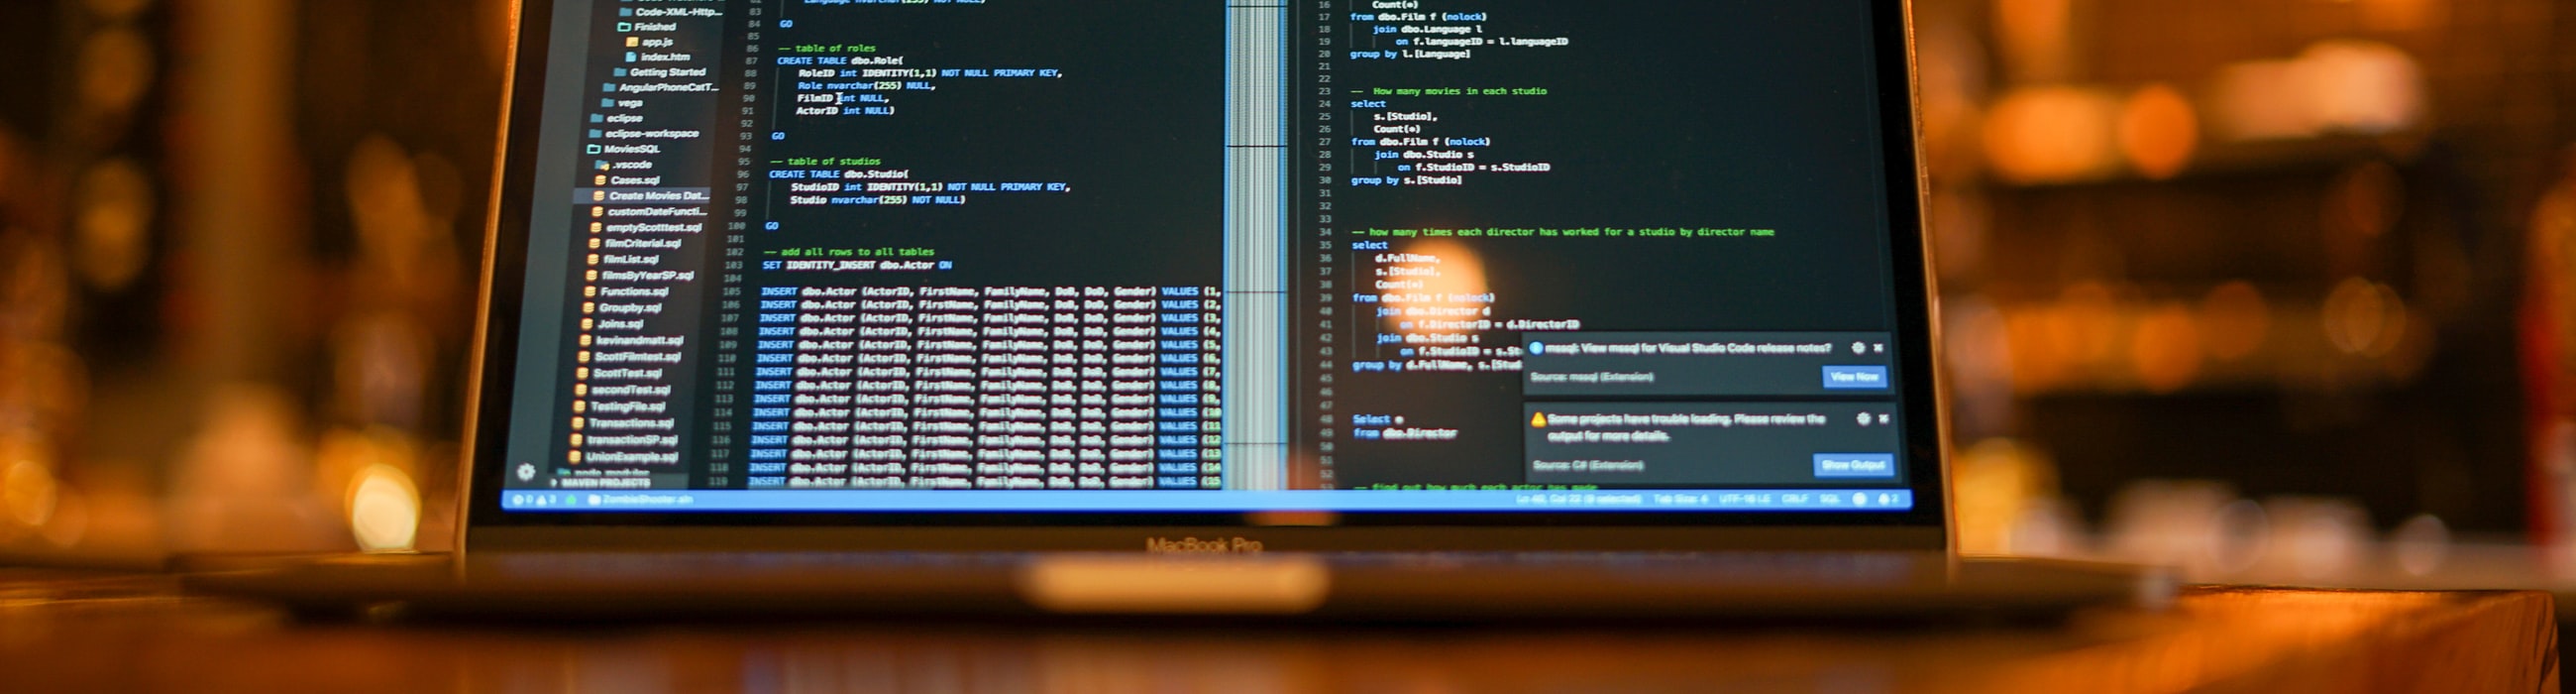 Code-XML-Http...
Finished
app.js
index.htm
Getting Started
AngularPhoneCatT...
vega
eclipse
eclipse-workspace
MoviesSQL
.vscode
Cases.sql
Create Movies Dat...
customDateFuncti...
emptyScotttest.sql
filmCriterial.sql
filmList.sql
filmsByYearSP.sql
Functions.sql
Groupby.sql
Joins.sql
kevinandmatt.sql
ScottFilmtest.sql
ScottTest.sql
secondTest.sql
TestingFile.sql
Transactions.sql
transactionSP.sql
UnionExample.sql
MAVEN PROJECTS
83
84 GO
85
86 -- table of roles
87 CREATE TABLE dbo.Role(
88 RoleID int IDENTITY(1,1) NOT NULL PRIMARY KEY,
89 Role nvarchar(255) NULL,
90 FilmID int NULL,
91 ActorID int NULL)
92
93 GO
94
95 -- table of studios
96 CREATE TABLE dbo.Studio(
97 StudioID int IDENTITY(1,1) NOT NULL PRIMARY KEY,
98 Studio nvarchar(255) NOT NULL)
99
100 GO
101
102 -- add all rows to all tables
103 SET IDENTITY_INSERT dbo.Actor ON
104
105 INSERT dbo.Actor (ActorID, FirstName, FamilyName, DoB, DoD, Gender) VALUES (1,
106 INSERT dbo.Actor (ActorID, FirstName, FamilyName, DoB, DoD, Gender) VALUES (2,
107 INSERT dbo.Actor (ActorID, FirstName, FamilyName, DoB, DoD, Gender) VALUES (3,
108 INSERT dbo.Actor (ActorID, FirstName, FamilyName, DoB, DoD, Gender) VALUES (4,
109 INSERT dbo.Actor (ActorID, FirstName, FamilyName, DoB, DoD, Gender) VALUES (5,
110 INSERT dbo.Actor (ActorID, FirstName, FamilyName, DoB, DoD, Gender) VALUES (6,
111 INSERT dbo.Actor (ActorID, FirstName, FamilyName, DoB, DoD, Gender) VALUES (7,
112 INSERT dbo.Actor (ActorID, FirstName, FamilyName, DoB, DoD, Gender) VALUES (8,
113 INSERT dbo.Actor (ActorID, FirstName, FamilyName, DoB, DoD, Gender) VALUES (9,
114 INSERT dbo.Actor (ActorID, FirstName, FamilyName, DoB, DoD, Gender) VALUES (10
115 INSERT dbo.Actor (ActorID, FirstName, FamilyName, DoB, DoD, Gender) VALUES (11
116 INSERT dbo.Actor (ActorID, FirstName, FamilyName, DoB, DoD, Gender) VALUES (12
117 INSERT dbo.Actor (ActorID, FirstName, FamilyName, DoB, DoD, Gender) VALUES (13
118 INSERT dbo.Actor (ActorID, FirstName, FamilyName, DoB, DoD, Gender) VALUES (14
119 INSERT dbo.Actor (ActorID, FirstName, FamilyName, DoB, DoD, Gender) VALUES (15
16 Count(*)
17 from dbo.Film f (nolock)
18 join dbo.Language l
19 on f.languageID = l.languageID
20 group by l.[Language]
21
22
23 -- How many movies in each studio
24 select
25 s.[Studio],
26 Count(*)
27 from dbo.Film f (nolock)
28 join dbo.Studio s
29 on f.StudioID = s.StudioID
30 group by s.[Studio]
31
32
33
34 -- how many times each director has worked for a studio by director name
35 select
36 d.FullName,
37 s.[Studio],
38 Count(*)
39 from dbo.Film f (nolock)
40 join dbo.Director d
41 on f.DirectorID = d.DirectorID
42 join dbo.Studio s
43 on f.StudioID = s.St
44 group by d.FullName, s.[Stud
45
46
47
48 Select *
49 from dbo.Director
50
51
52
-- find out how much each actor has made
mssql: View mssql for Visual Studio Code release notes?
Source: mssql (Extension)
View Now
Some projects have trouble loading. Please review the
output for more details.
Source: C# (Extension)
Show Output
0 3 ZombieShooter.sln
Tab Size: 4 UTF-16 LE CRLF SQL 2
MacBook Pro